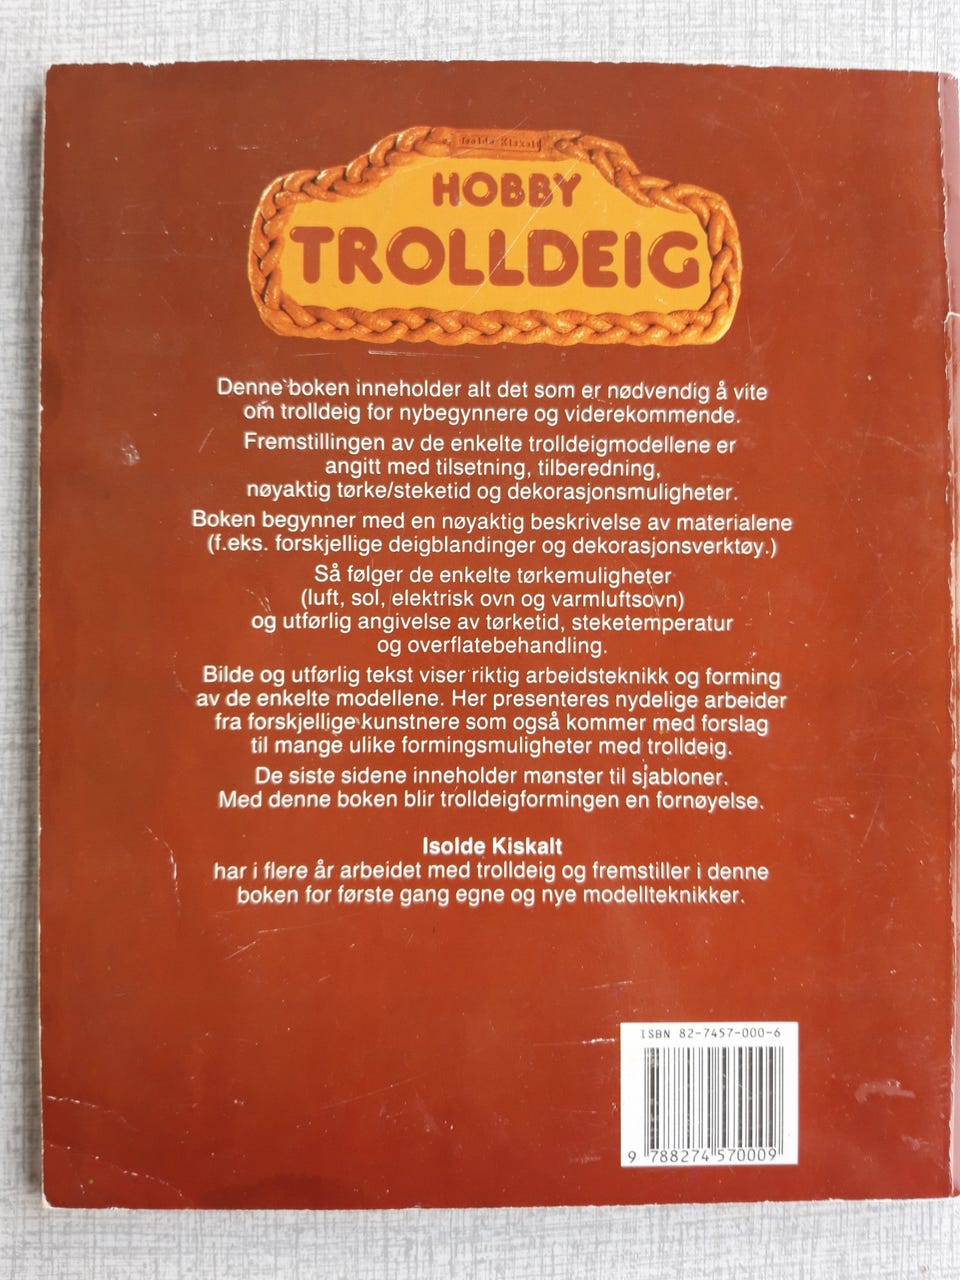 Isolde Kiskalt
HOBBY
TROLLDEIG
Denne boken inneholder alt det som er nødvendig å vite
om trolldeig for nybegynnere og viderekommende.
Fremstillingen av de enkelte trolldeigmodellene er
angitt med tilsetning, tilberedning,
nøyaktig tørke/steketid og dekorasjonsmuligheter.
Boken begynner med en nøyaktig beskrivelse av materialene
(f.eks. forskjellige deigblandinger og dekorasjonsverktøy.)
Så følger de enkelte tørkemuligheter
(luft, sol, elektrisk ovn og varmluftsovn)
og utførlig angivelse av tørketid, steketemperatur
og overflatebehandling.
Bilde og utførlig tekst viser riktig arbeidsteknikk og forming
av de enkelte modellene. Her presenteres nydelige arbeider
fra forskjellige kunstnere som også kommer med forslag
til mange ulike formingsmuligheter med trolldeig.
De siste sidene inneholder mønster til sjabloner.
Med denne boken blir trolldeigformingen en fornøyelse.
Isolde Kiskalt
har i flere år arbeidet med trolldeig og fremstiller i denne
boken for første gang egne og nye modellteknikker.
ISBN 82-7457-000-6
9 788274 570009